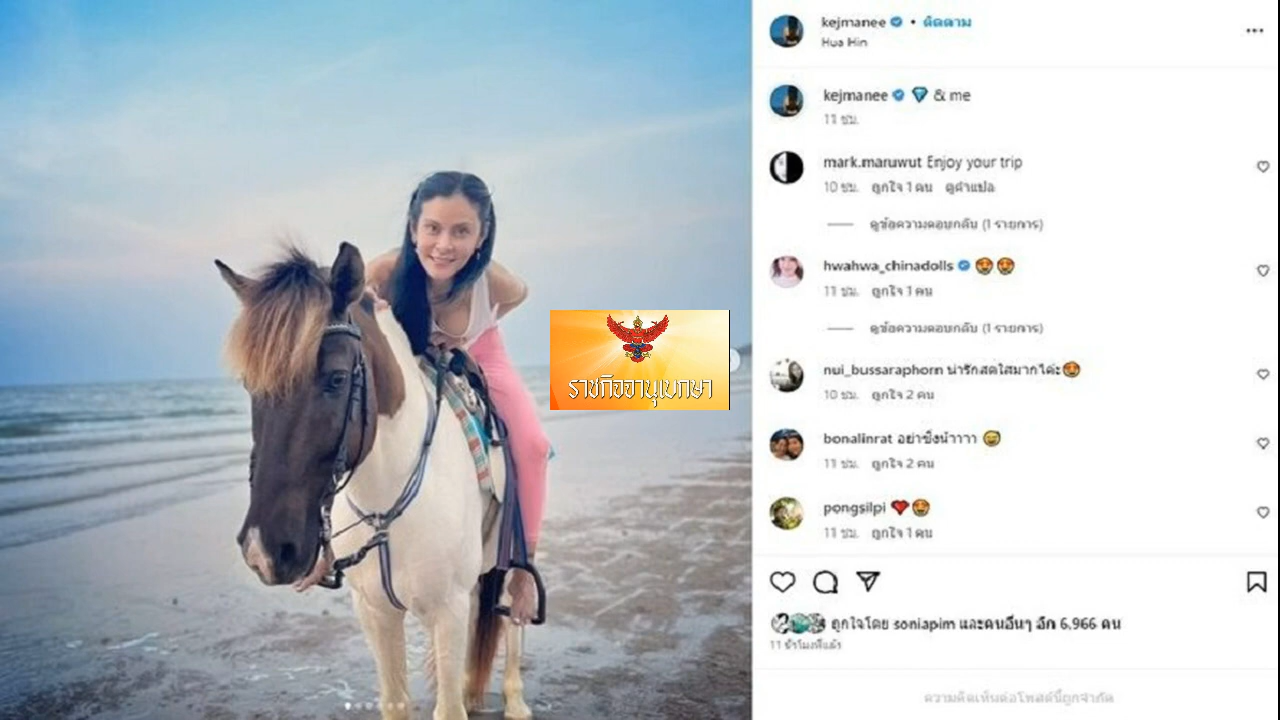 kejmanee • ติดตาม
Hua Hin
kejmanee 💎 & me
11 ชม.
mark.maruwut Enjoy your trip
10 ชม. ถูกใจ 1 คน ดูคำแปล
ดูข้อความตอบกลับ (1 รายการ)
hwahwa_chinadolls 😍😍
11 ชม. ถูกใจ 1 คน
ดูข้อความตอบกลับ (1 รายการ)
nui_bussaraphorn น่ารักสดใสมากค่ะ😍
10 ชม. ถูกใจ 2 คน
bonalinrat อย่าซิ่งน้าาาา 😅
11 ชม. ถูกใจ 2 คน
pongsilpi ❤️😍
11 ชม. ถูกใจ 1 คน
ราชกิจจานุเบกษา
ถูกใจโดย soniapim และคนอื่นๆ อีก 6,966 คน
11 ชั่วโมงที่แล้ว
ความคิดเห็นต่อโพสต์นี้ถูกจำกัด